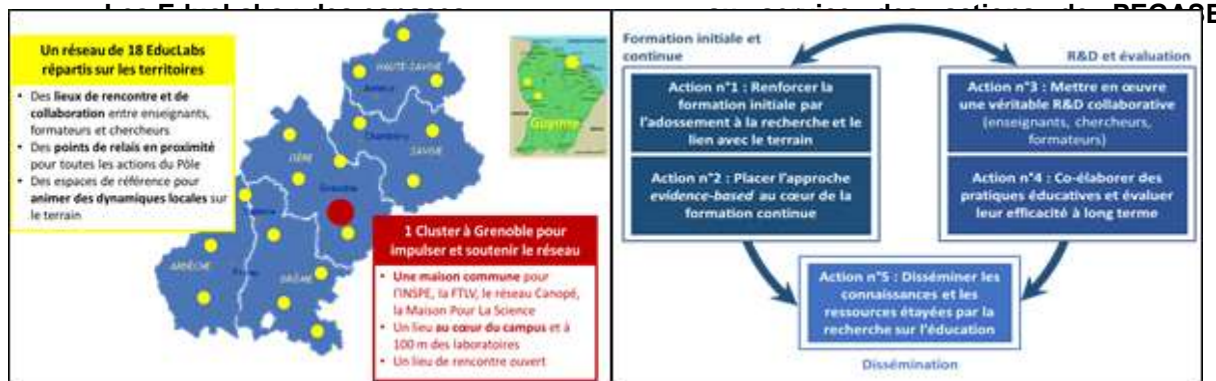 Un réseau de 18 EducLabs
répartis sur les territoires
• Des lieux de rencontre et de
collaboration entre enseignants,
formateurs et chercheurs
• Des points de relais en proximité
pour toutes les actions du Pôle
• Des espaces de référence pour
animer des dynamiques locales sur
le terrain
HAUTE-SAVOIE
SAVOIE
ISÈRE
Grenoble
ARDÈCHE
DRÔME
Guyane
1 Cluster à Grenoble pour
impulser et soutenir le réseau
• Une maison commune pour
l'INSPE, la FTLV, le réseau Canopé,
la Maison Pour La Science
• Un lieu au cœur du campus et à
100 m des laboratoires
• Un lieu de rencontre ouvert
au service des actions de PEGASE
Formation initiale et
continue
R&D et évaluation
Action n°1 : Renforcer la
formation initiale par
l'adossement à la recherche et le
lien avec le terrain
Action n°2 : Placer l'approche
evidence-based au cœur de la
formation continue
Action n°3 : Mettre en œuvre
une véritable R&D collaborative
(enseignants, chercheurs,
formateurs)
Action n°4 : Co-élaborer des
pratiques éducatives et évaluer
leur efficacité à long terme
Action n°5 : Disséminer les
connaissances et les
ressources étayées par la
recherche sur l'éducation
Dissémination